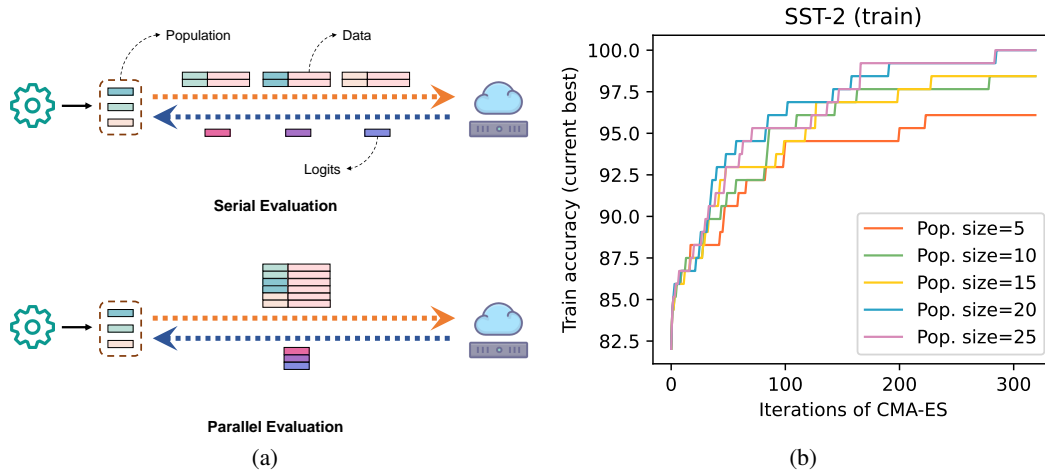 Population
Data
Logits
Serial Evaluation
Parallel Evaluation
(a)
SST-2 (train)
Train accuracy (current best)
100.0
97.5
95.0
92.5
90.0
87.5
85.0
82.5
Pop. size=5
Pop. size=10
Pop. size=15
Pop. size=20
Pop. size=25
0 100 200 300
Iterations of CMA-ES
(b)